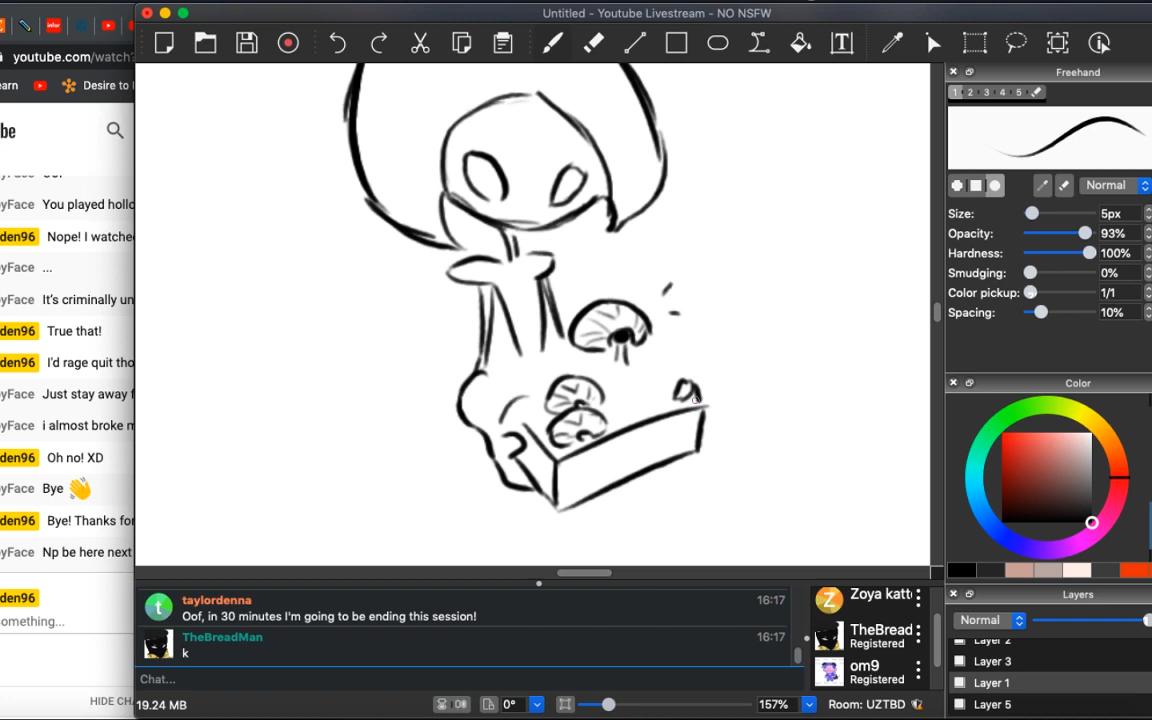 Untitled - Youtube Livestream - NO NSFW
youtube.com/watch?
earn
Desire to
be
yFace You played hollo
den96 Nope! I watched
yFace ...
yFace It's criminally un
den96 True that!
den96 I'd rage quit tho
yFace Just stay away f
yFace i almost broke m
den96 Oh no! XD
yFace Bye 👋
den96 Bye! Thanks for
yFace Np be here next
den96
omething...
HIDE CHA
Freehand
1 2 3 4 5
Normal
Size: 5px
Opacity: 93%
Hardness: 100%
Smudging: 0%
Color pickup: 1/1
Spacing: 10%
Color
Layers
Normal
Layer 2
Layer 3
Layer 1
Layer 5
t
taylordenna 16:17
Oof, in 30 minutes I'm going to be ending this session!
TheBreadMan 16:17
k
Chat...
Z
Zoya katt
TheBread
Registered
om9
Registered
19.24 MB
0°
157%
Room: UZTBD